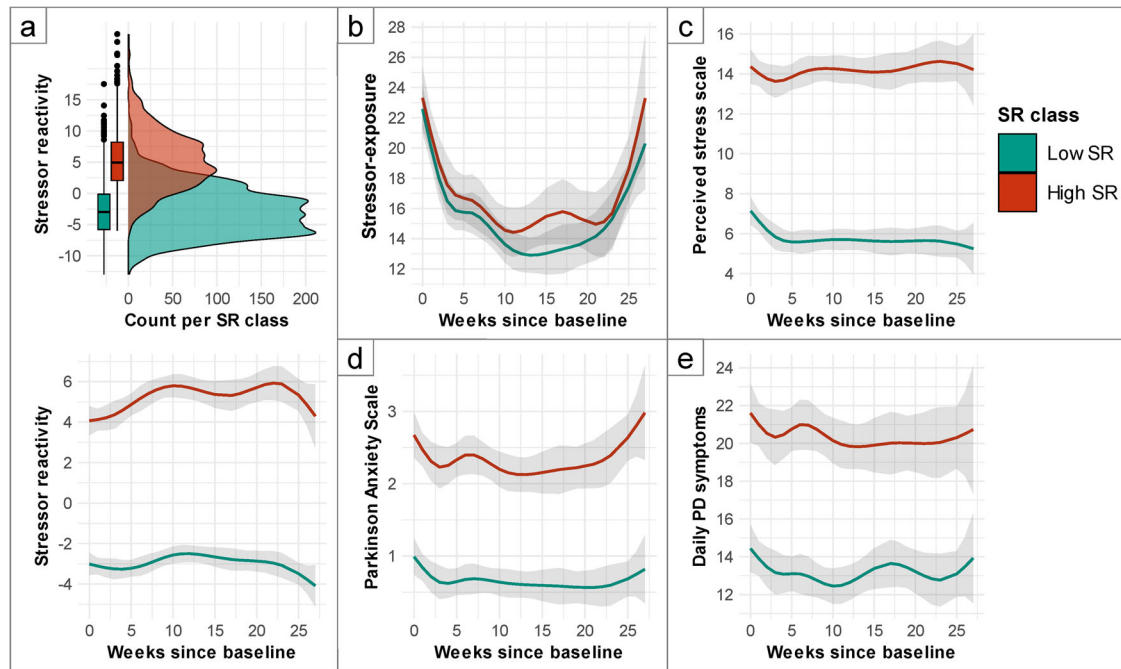 a
Stressor reactivity
15
10
5
0
-5
-10
0 50 100 150 200
Count per SR class
Stressor reactivity
6
4
2
0
-2
-4
0 5 10 15 20 25
Weeks since baseline
b
Stressor-exposure
28
26
24
22
20
18
16
14
12
0 5 10 15 20 25
Weeks since baseline
c
Perceived stress scale
16
14
12
10
8
6
4
0 5 10 15 20 25
Weeks since baseline
SR class
Low SR
High SR
d
Parkinson Anxiety Scale
3
2
1
0 5 10 15 20 25
Weeks since baseline
e
Daily PD symptoms
24
22
20
18
16
14
12
0 5 10 15 20 25
Weeks since baseline